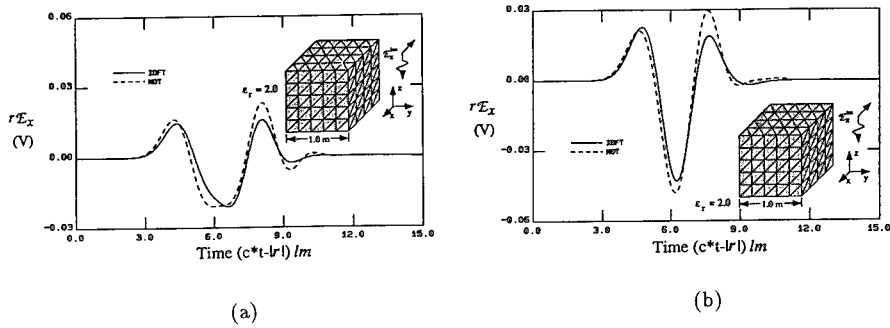 0.06
0.03
0.00
-0.03
rEₓ
(V)
IDFT
MOT
εᵣ = 2.0
1.0 m
z
x
y
0.0
3.0
6.0
9.0
12.0
15.0
Time (c*t-|r|) lm
(a)
0.03
0.00
-0.03
-0.06
rEₓ
(V)
IDFT
MOT
εᵣ = 2.0
1.0 m
z
x
y
0.0
3.0
6.0
9.0
12.0
15.0
Time (c*t-|r|) lm
(b)